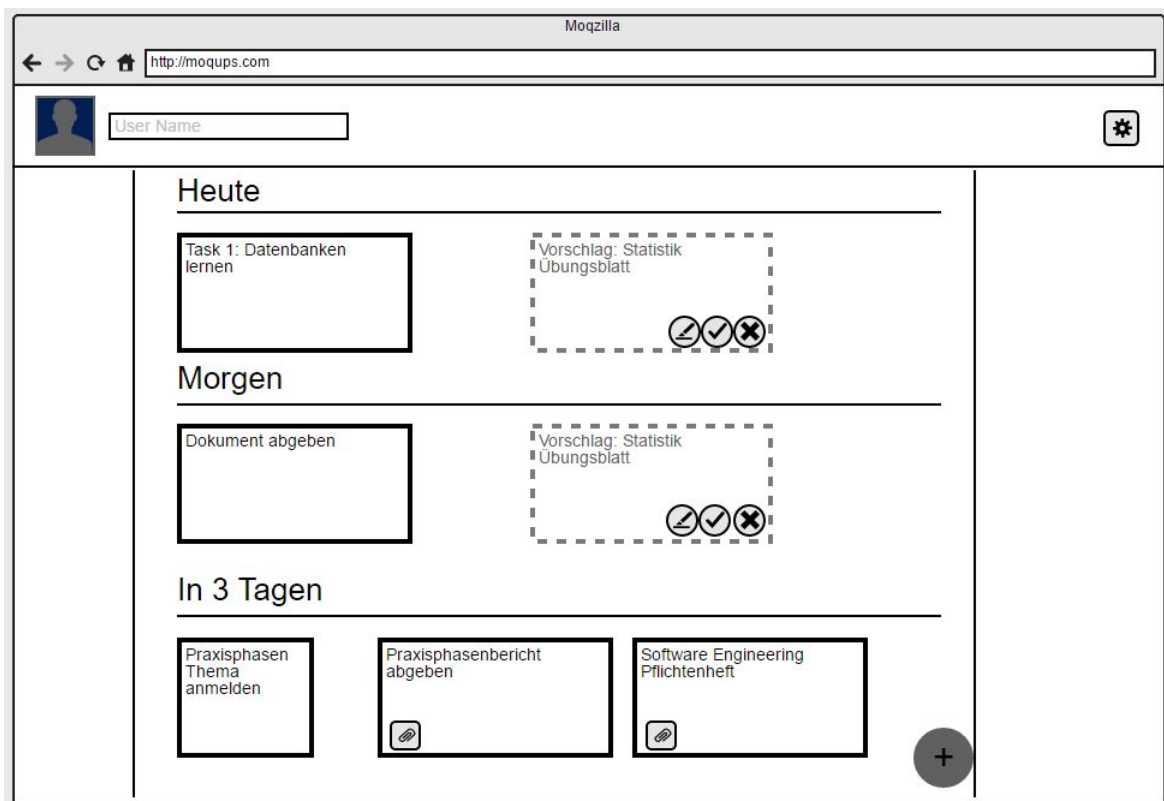 Moqzilla
http://moqups.com
User Name
Heute
Task 1: Datenbanken
lernen
Vorschlag: Statistik
Übungsblatt
Morgen
Dokument abgeben
Vorschlag: Statistik
Übungsblatt
In 3 Tagen
Praxisphasen
Thema
anmelden
Praxisphasenbericht
abgeben
Software Engineering
Pflichtenheft